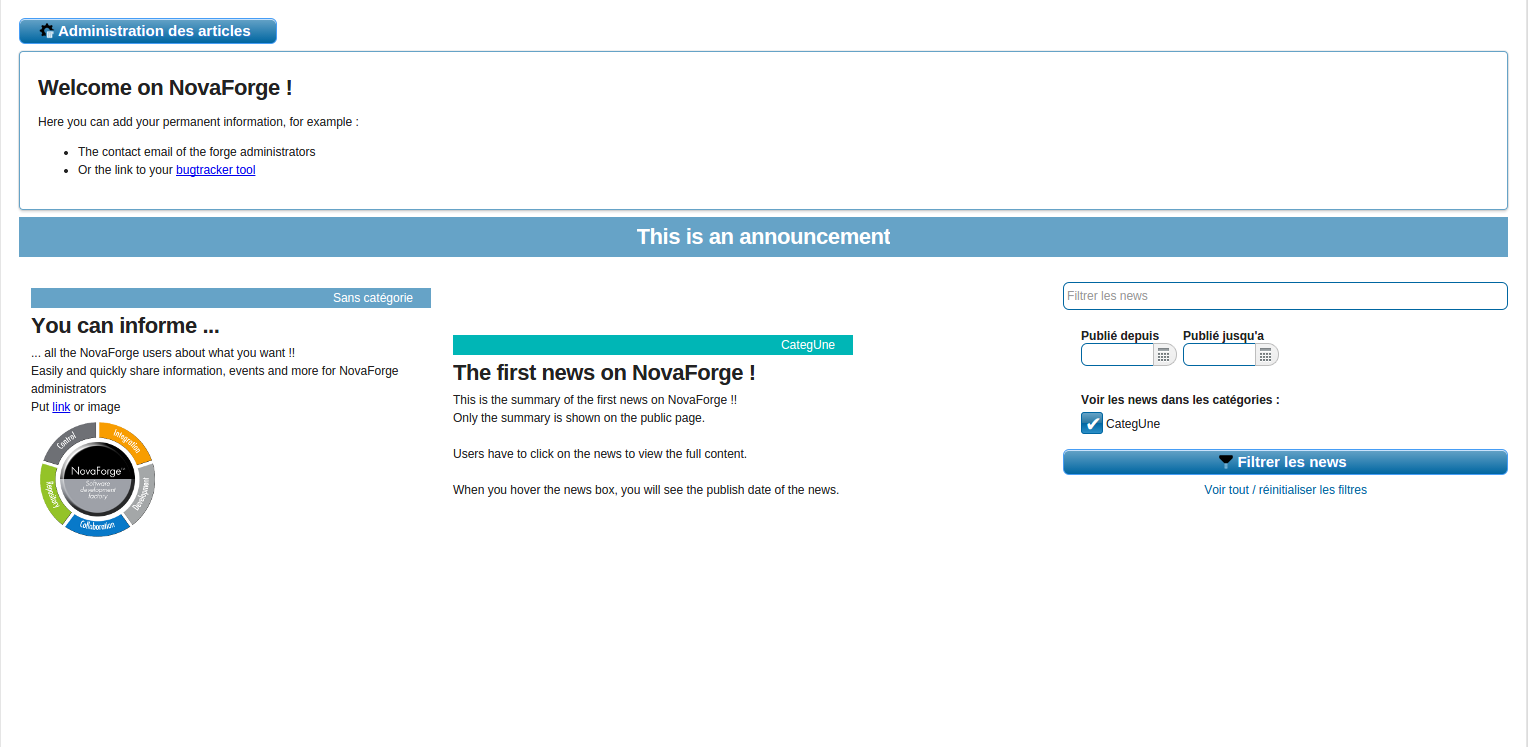 Administration des articles
Welcome on NovaForge !
Here you can add your permanent information, for example :
The contact email of the forge administrators
Or the link to your bugtracker tool
This is an announcement
Sans catégorie
You can informe ...
... all the NovaForge users about what you want !!
Easily and quickly share information, events and more for NovaForge
administrators
Put link or image
Control
Integration
Development
Collaboration
Repository
NovaForge™
Software
development
factory
CategUne
The first news on NovaForge !
This is the summary of the first news on NovaForge !!
Only the summary is shown on the public page.
Users have to click on the news to view the full content.
When you hover the news box, you will see the publish date of the news.
Filtrer les news
Publié depuis Publié jusqu'a
Voir les news dans les catégories :
CategUne
Filtrer les news
Voir tout / réinitialiser les filtres